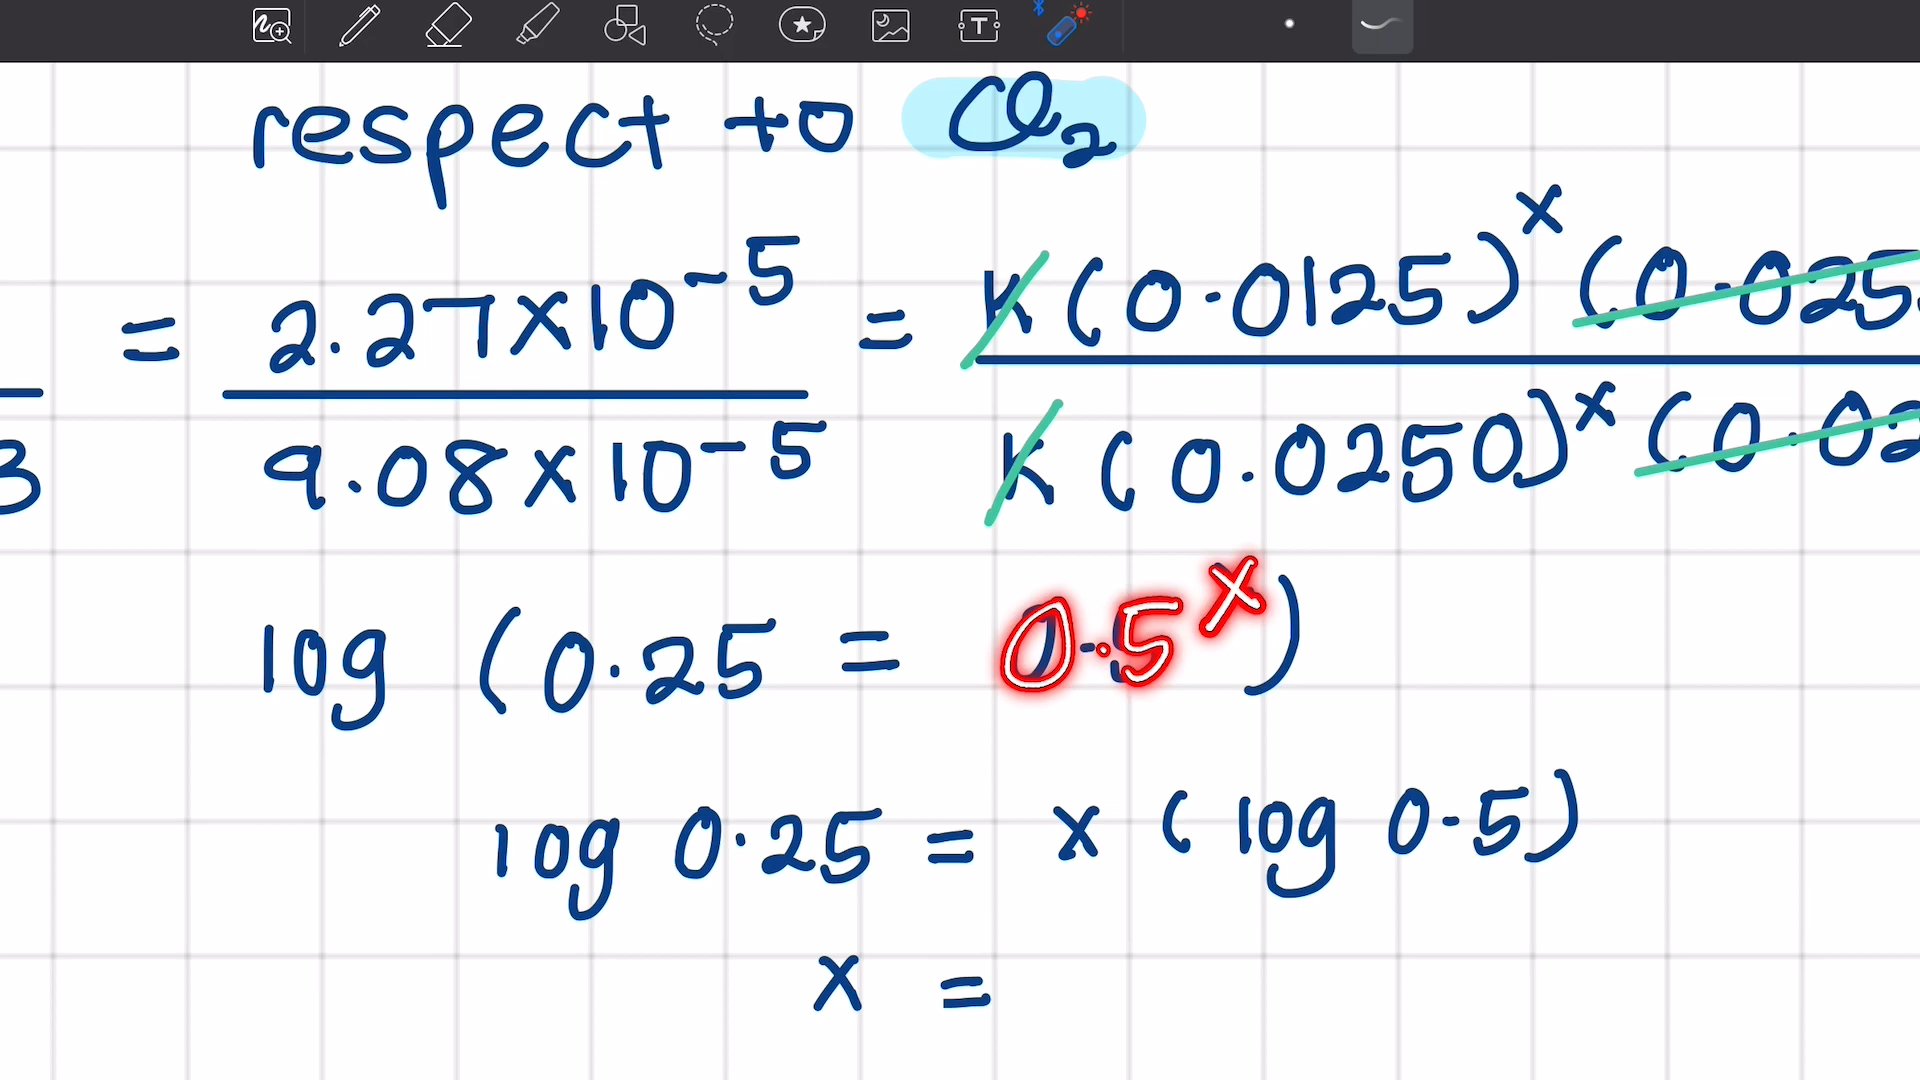 respect to Cl₂
= 2.27×10⁻⁵ / 9.08×10⁻⁵ = K(0.0125)ˣ (0.025 / K(0.0250)ˣ (0.02
3
log (0.25 = 0.5ˣ)
log 0.25 = x (log 0.5)
x =